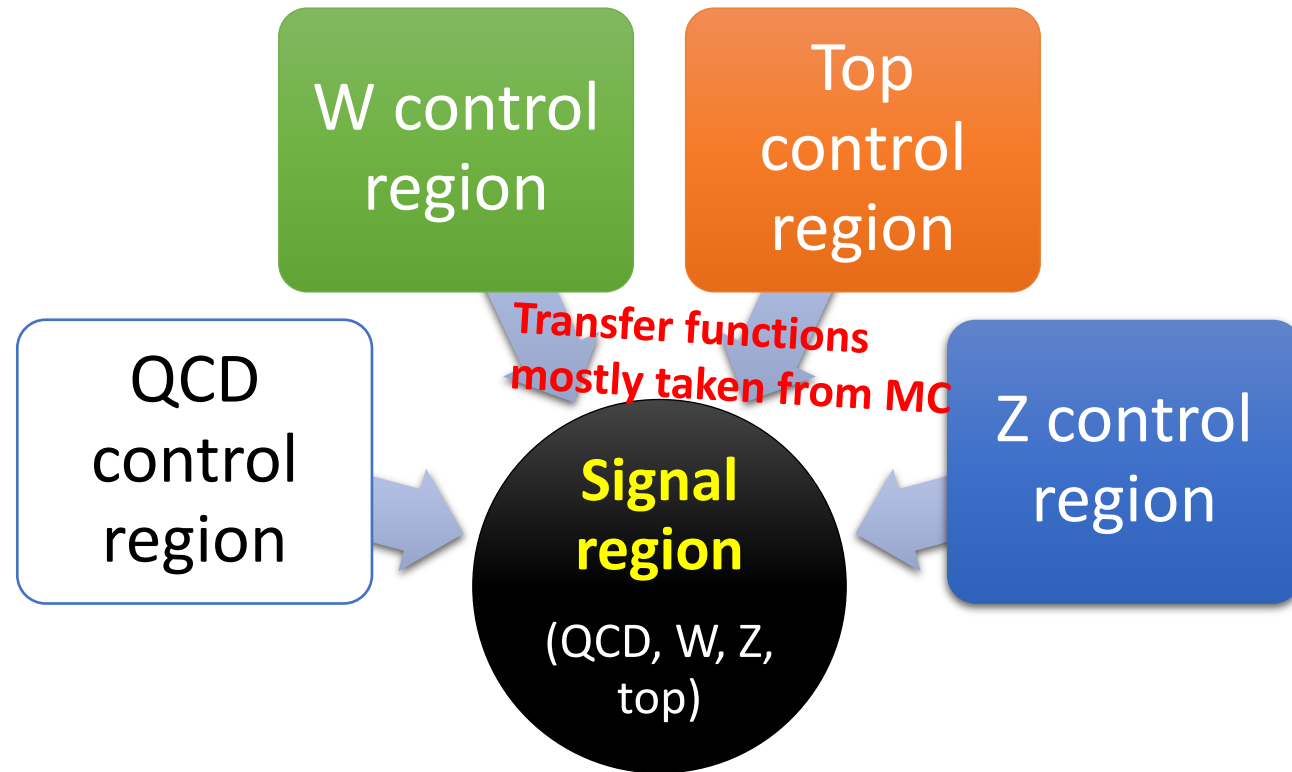 W control
region
Top
control
region
Transfer functions
mostly taken from MC
QCD
control
region
Z control
region
Signal
region
(QCD, W, Z,
top)